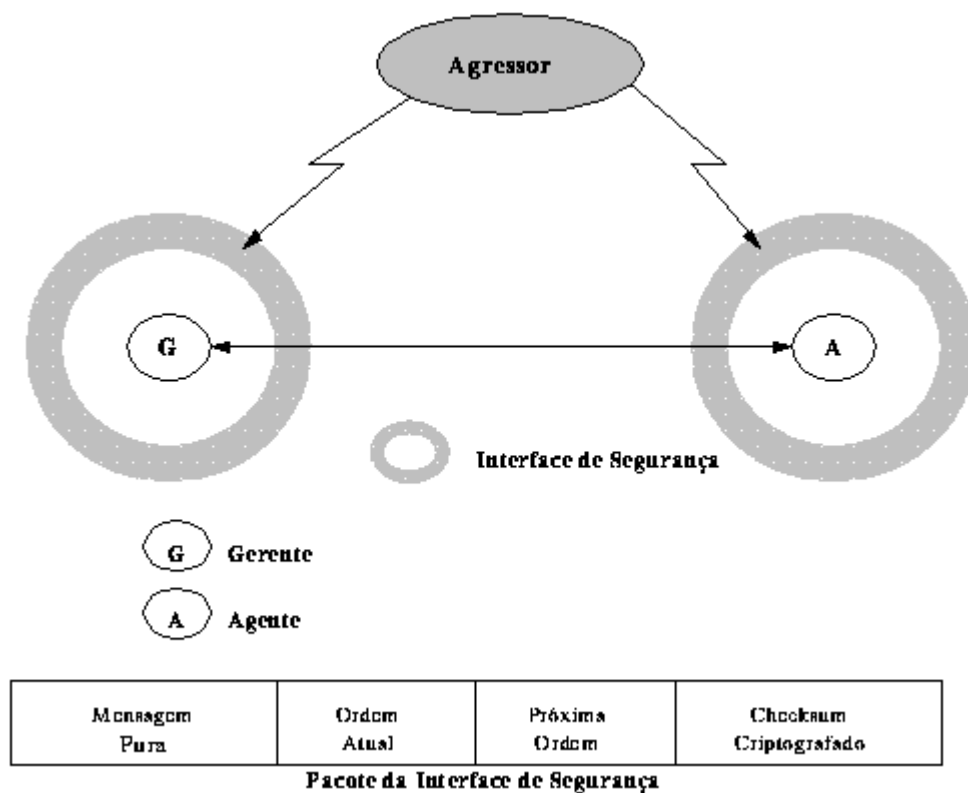 Agressor
G
A
Interface de Segurança
G Gerente
A Agente
Mensagem Pura
Ordem Atual
Próxima Ordem
Checksum Criptografado
Pacote da Interface de Segurança